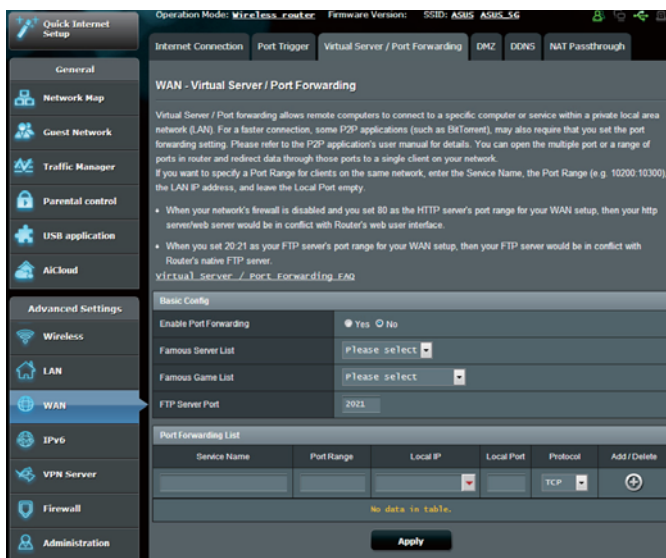 Quick Internet
Setup
General
Network Map
Guest Network
Traffic Manager
Parental control
USB application
AiCloud
Advanced Settings
Wireless
LAN
WAN
IPv6
VPN Server
Firewall
Administration
Operation Mode: Wireless router Firmware Version: SSID: ASUS ASUS_5G
Internet Connection Port Trigger Virtual Server / Port Forwarding DMZ DDNS NAT Passthrough
WAN - Virtual Server / Port Forwarding
Virtual Server / Port forwarding allows remote computers to connect to a specific computer or service within a private local area
network (LAN). For a faster connection, some P2P applications (such as BitTorrent), may also require that you set the port
forwarding setting. Please refer to the P2P application's user manual for details. You can open the multiple port or a range of
ports in router and redirect data through those ports to a single client on your network.
If you want to specify a Port Range for clients on the same network, enter the Service Name, the Port Range (e.g. 10200:10300),
the LAN IP address, and leave the Local Port empty.
• When your network's firewall is disabled and you set 80 as the HTTP server's port range for your WAN setup, then your http
server/web server would be in conflict with Router's web user interface.
• When you set 20:21 as your FTP server's port range for your WAN setup, then your FTP server would be in conflict with
Router's native FTP server.
Virtual Server / Port Forwarding FAQ
Basic Config
Enable Port Forwarding Yes No
Famous Server List Please select
Famous Game List Please select
FTP Server Port 2021
Port Forwarding List
Service Name Port Range Local IP Local Port Protocol Add / Delete
TCP
No data in table.
Apply